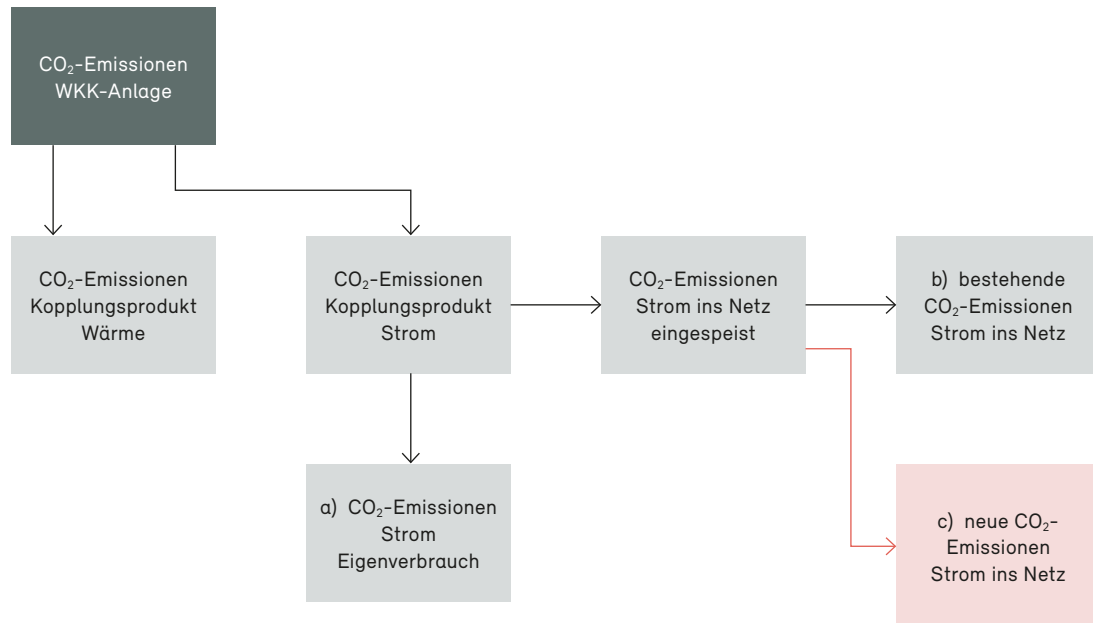 CO₂-Emissionen
WKK-Anlage
CO₂-Emissionen
Kopplungsprodukt
Wärme
CO₂-Emissionen
Kopplungsprodukt
Strom
CO₂-Emissionen
Strom ins Netz
eingespeist
b) bestehende
CO₂-Emissionen
Strom ins Netz
a) CO₂-Emissionen
Strom
Eigenverbrauch
c) neue CO₂-
Emissionen
Strom ins Netz